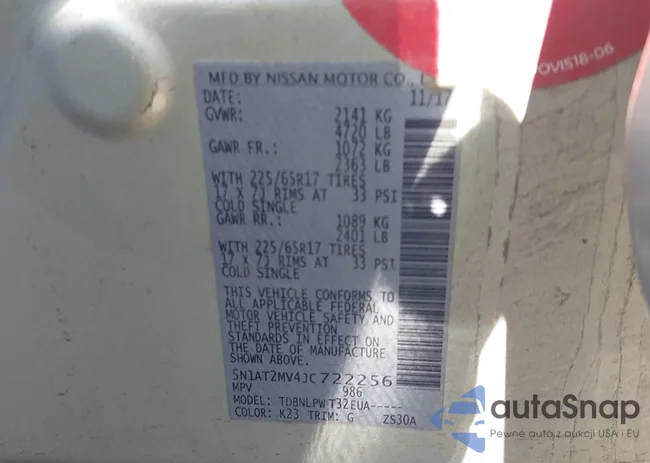 OVIS18-06
MFD BY NISSAN MOTOR CO., L
DATE: 11/17
GVWR: 2141 KG
4720 LB
GAWR FR.: 1072 KG
2363 LB
WITH 225/65R17 TIRES
17 X 7J RIMS AT 33 PSI
COLD SINGLE
GAWR RR.: 1089 KG
2401 LB
WITH 225/65R17 TIRES
17 X 7J RIMS AT 33 PSI
COLD SINGLE
THIS VEHICLE CONFORMS TO
ALL APPLICABLE FEDERAL
MOTOR VEHICLE SAFETY AND
THEFT PREVENTION
STANDARDS IN EFFECT ON
THE DATE OF MANUFACTURE
SHOWN ABOVE.
5N1AT2MV4JC722256
MPV 986
MODEL: TDBNLPW T32EUA-----
COLOR: K23 TRIM: G ZS30A
autoSnap
Pewne auta z aukcji USA i EU